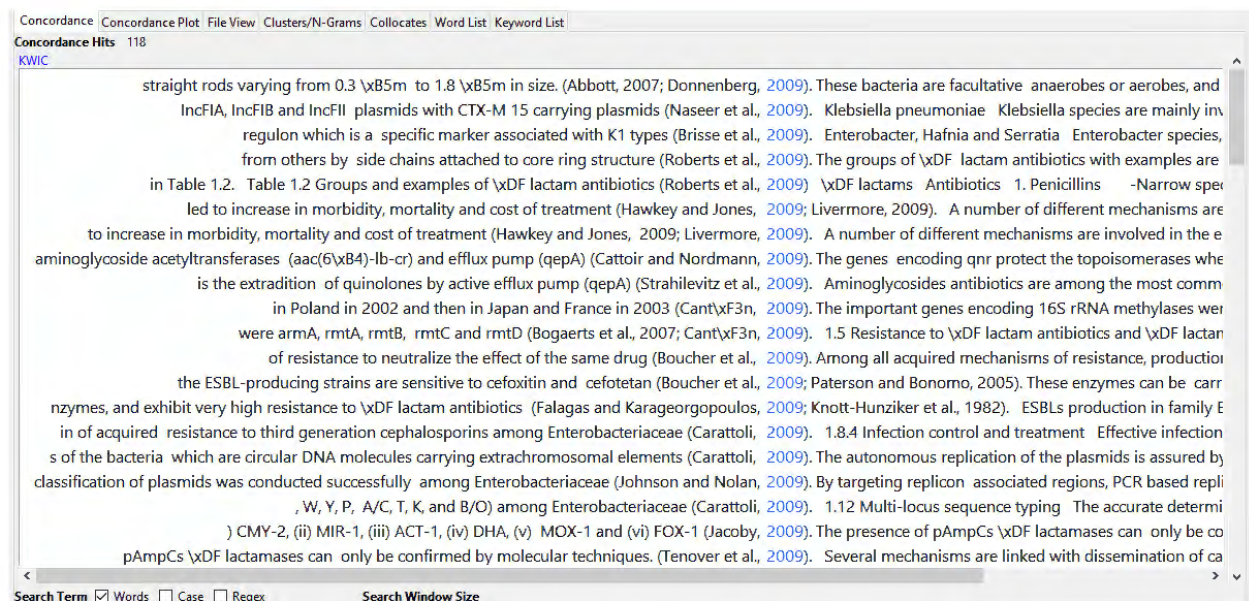 Concordance Concordance Plot File View Clusters/N-Grams Collocates Word List Keyword List
Concordance Hits 118
KWIC
straight rods varying from 0.3 \xB5m to 1.8 \xB5m in size. (Abbott, 2007; Donnenberg, 2009). These bacteria are facultative anaerobes or aerobes, and
IncFIA, IncFIB and IncFII plasmids with CTX-M 15 carrying plasmids (Naseer et al., 2009). Klebsiella pneumoniae Klebsiella species are mainly inv
regulon which is a specific marker associated with K1 types (Brisse et al., 2009). Enterobacter, Hafnia and Serratia Enterobacter species,
from others by side chains attached to core ring structure (Roberts et al., 2009). The groups of \xDF lactam antibiotics with examples are
in Table 1.2. Table 1.2 Groups and examples of \xDF lactam antibiotics (Roberts et al., 2009) \xDF lactams Antibiotics 1. Penicillins -Narrow spec
led to increase in morbidity, mortality and cost of treatment (Hawkey and Jones, 2009; Livermore, 2009). A number of different mechanisms are
to increase in morbidity, mortality and cost of treatment (Hawkey and Jones, 2009; Livermore, 2009). A number of different mechanisms are involved in the e
aminoglycoside acetyltransferases (aac(6\xB4)-Ib-cr) and efflux pump (qepA) (Cattoir and Nordmann, 2009). The genes encoding qnr protect the topoisomerases whe
is the extradition of quinolones by active efflux pump (qepA) (Strahilevitz et al., 2009). Aminoglycosides antibiotics are among the most comm
in Poland in 2002 and then in Japan and France in 2003 (Cant\xF3n, 2009). The important genes encoding 16S rRNA methylases wer
were armA, rmtA, rmtB, rmtC and rmtD (Bogaerts et al., 2007; Cant\xF3n, 2009). 1.5 Resistance to \xDF lactam antibiotics and \xDF lactan
of resistance to neutralize the effect of the same drug (Boucher et al., 2009). Among all acquired mechanisms of resistance, production
the ESBL-producing strains are sensitive to cefoxitin and cefotetan (Boucher et al., 2009; Paterson and Bonomo, 2005). These enzymes can be carr
nzymes, and exhibit very high resistance to \xDF lactam antibiotics (Falagas and Karageorgopoulos, 2009; Knott-Hunziker et al., 1982). ESBLs production in family E
in of acquired resistance to third generation cephalosporins among Enterobacteriaceae (Carattoli, 2009). 1.8.4 Infection control and treatment Effective infection
s of the bacteria which are circular DNA molecules carrying extrachromosomal elements (Carattoli, 2009). The autonomous replication of the plasmids is assured by
classification of plasmids was conducted successfully among Enterobacteriaceae (Johnson and Nolan, 2009). By targeting replicon associated regions, PCR based repli
, W, Y, P, A/C, T, K, and B/O) among Enterobacteriaceae (Carattoli, 2009). 1.12 Multi-locus sequence typing The accurate determi
) CMY-2, (ii) MIR-1, (iii) ACT-1, (iv) DHA, (v) MOX-1 and (vi) FOX-1 (Jacoby, 2009). The presence of pAmpCs \xDF lactamases can only be co
pAmpCs \xDF lactamases can only be confirmed by molecular techniques. (Tenover et al., 2009). Several mechanisms are linked with dissemination of ca
Search Term Words Case Regex Search Window Size